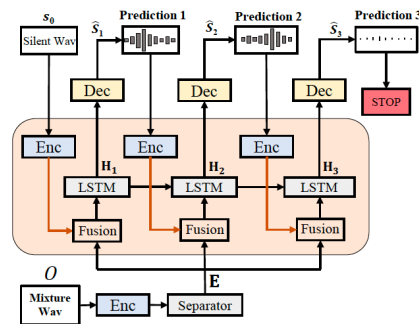 s₀
Silent Wav
Ŝ₁
Prediction 1
Ŝ₂
Prediction 2
Ŝ₃
Prediction 3
Dec
Dec
Dec
STOP
Enc
Enc
Enc
H₁
H₂
H₃
LSTM
LSTM
LSTM
Fusion
Fusion
Fusion
O
E
Mixture
Wav
Enc
Separator